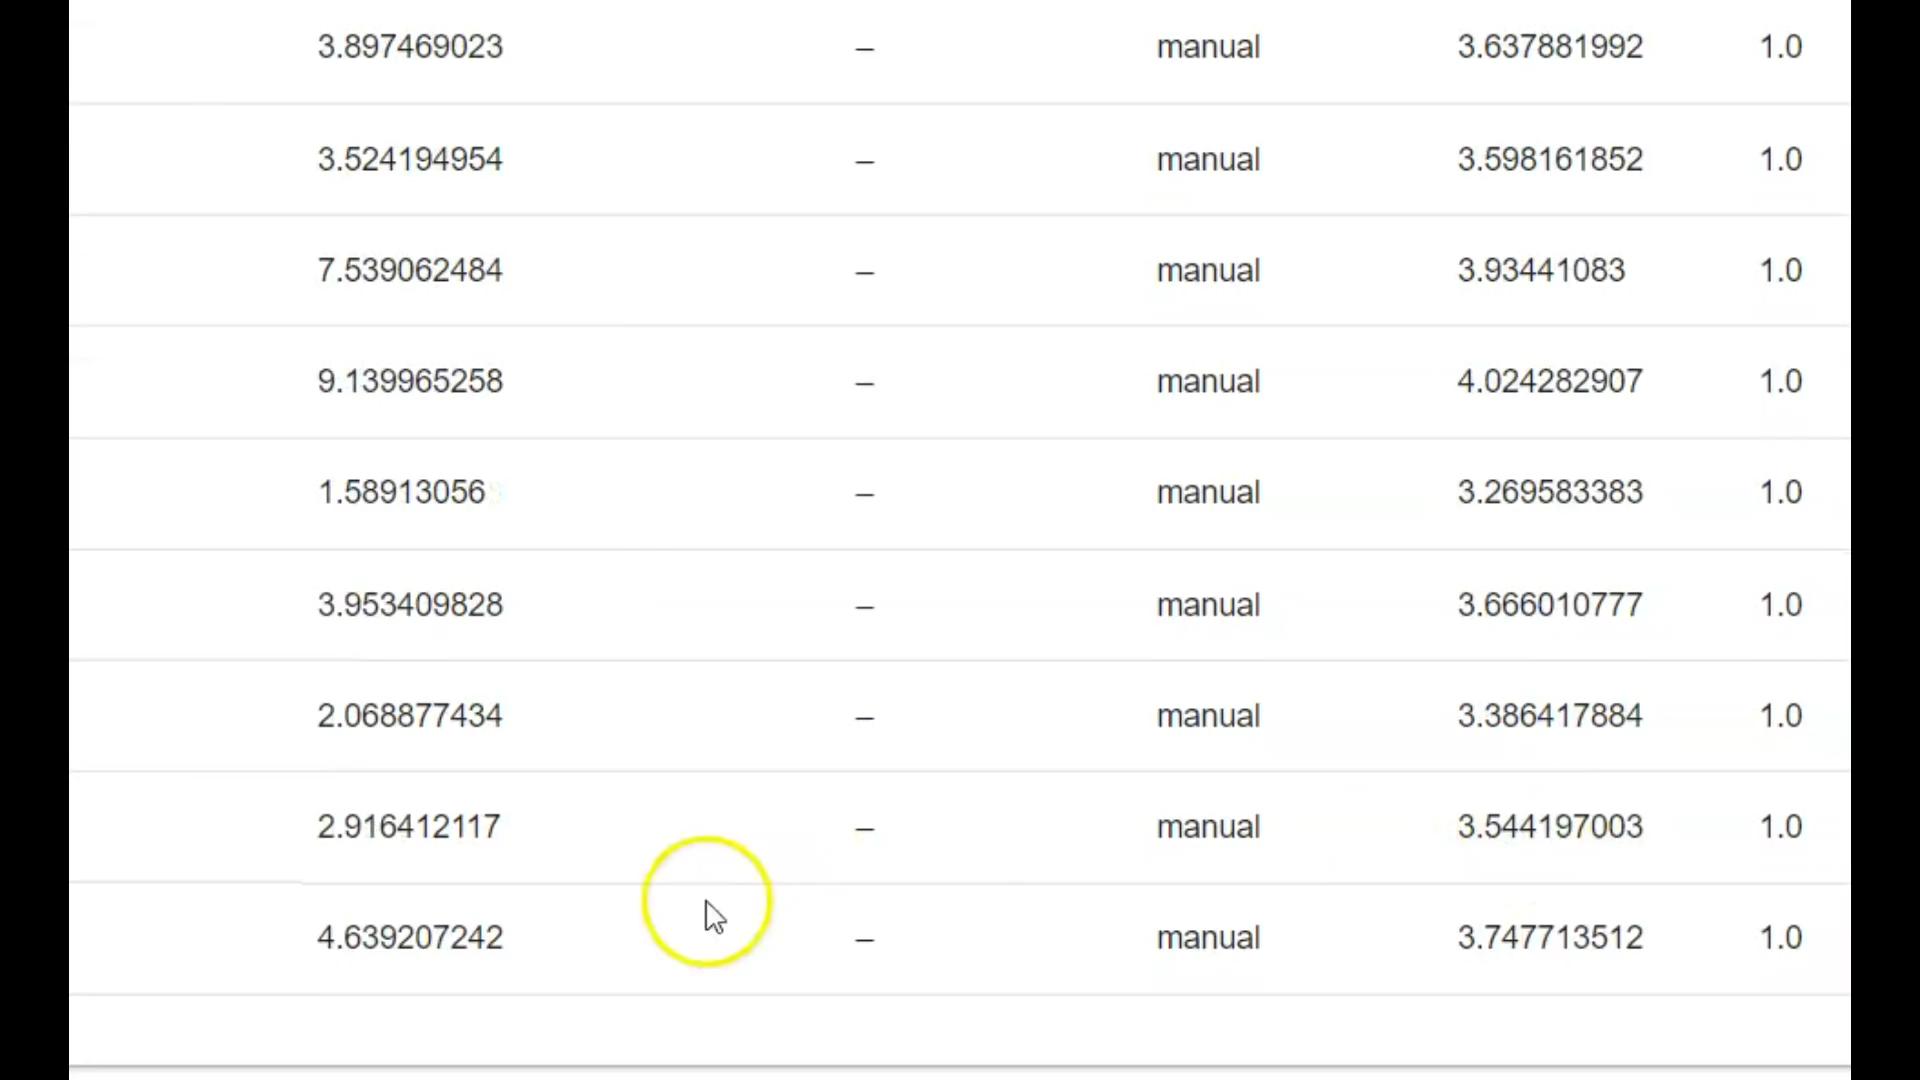 3.897469023 – manual 3.637881992 1.0
3.524194954 – manual 3.598161852 1.0
7.539062484 – manual 3.93441083 1.0
9.139965258 – manual 4.024282907 1.0
1.58913056 – manual 3.269583383 1.0
3.953409828 – manual 3.666010777 1.0
2.068877434 – manual 3.386417884 1.0
2.916412117 – manual 3.544197003 1.0
4.639207242 – manual 3.747713512 1.0